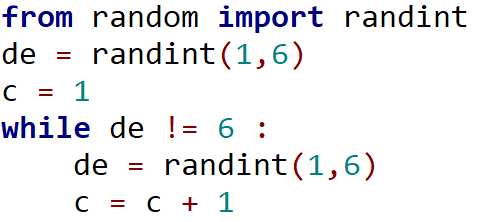 from random import randint
de = randint(1,6)
c = 1
while de != 6 :
    de = randint(1,6)
    c = c + 1